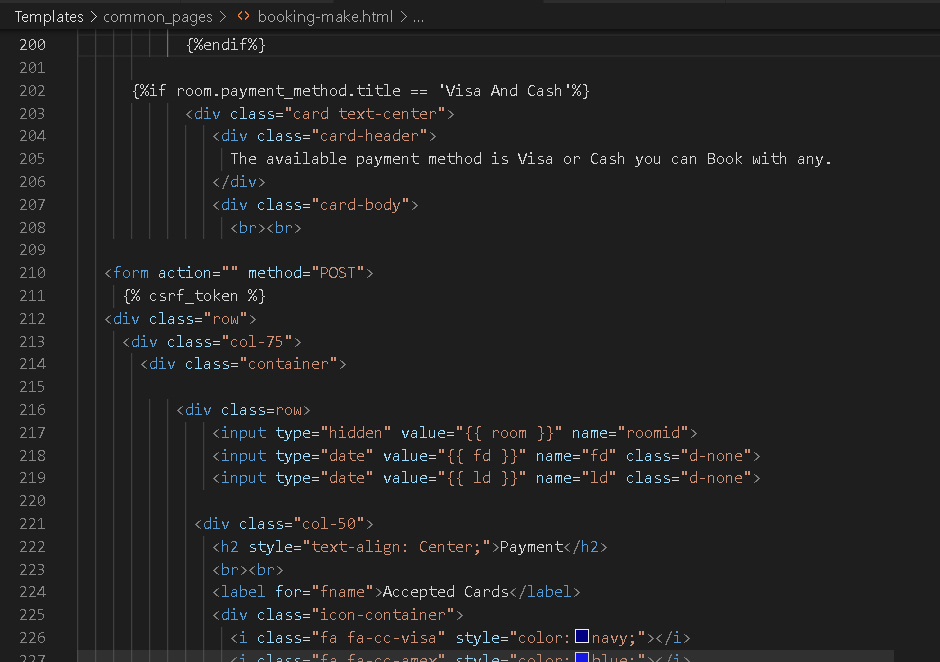 Templates > common_pages > <> booking-make.html > ...
200 {%endif%}
201
202 {%if room.payment_method.title == 'Visa And Cash'%}
203 <div class="card text-center">
204 <div class="card-header">
205 The available payment method is Visa or Cash you can Book with any.
206 </div>
207 <div class="card-body">
208 <br><br>
209
210 <form action="" method="POST">
211 {% csrf_token %}
212 <div class="row">
213 <div class="col-75">
214 <div class="container">
215
216 <div class=row>
217 <input type="hidden" value="{{ room }}" name="roomid">
218 <input type="date" value="{{ fd }}" name="fd" class="d-none">
219 <input type="date" value="{{ ld }}" name="ld" class="d-none">
220
221 <div class="col-50">
222 <h2 style="text-align: Center;">Payment</h2>
223 <br><br>
224 <label for="fname">Accepted Cards</label>
225 <div class="icon-container">
226 <i class="fa fa-cc-visa" style="color:navy;"></i>
227 <i class="fa fa-cc-amex" style="color:blue;"></i>